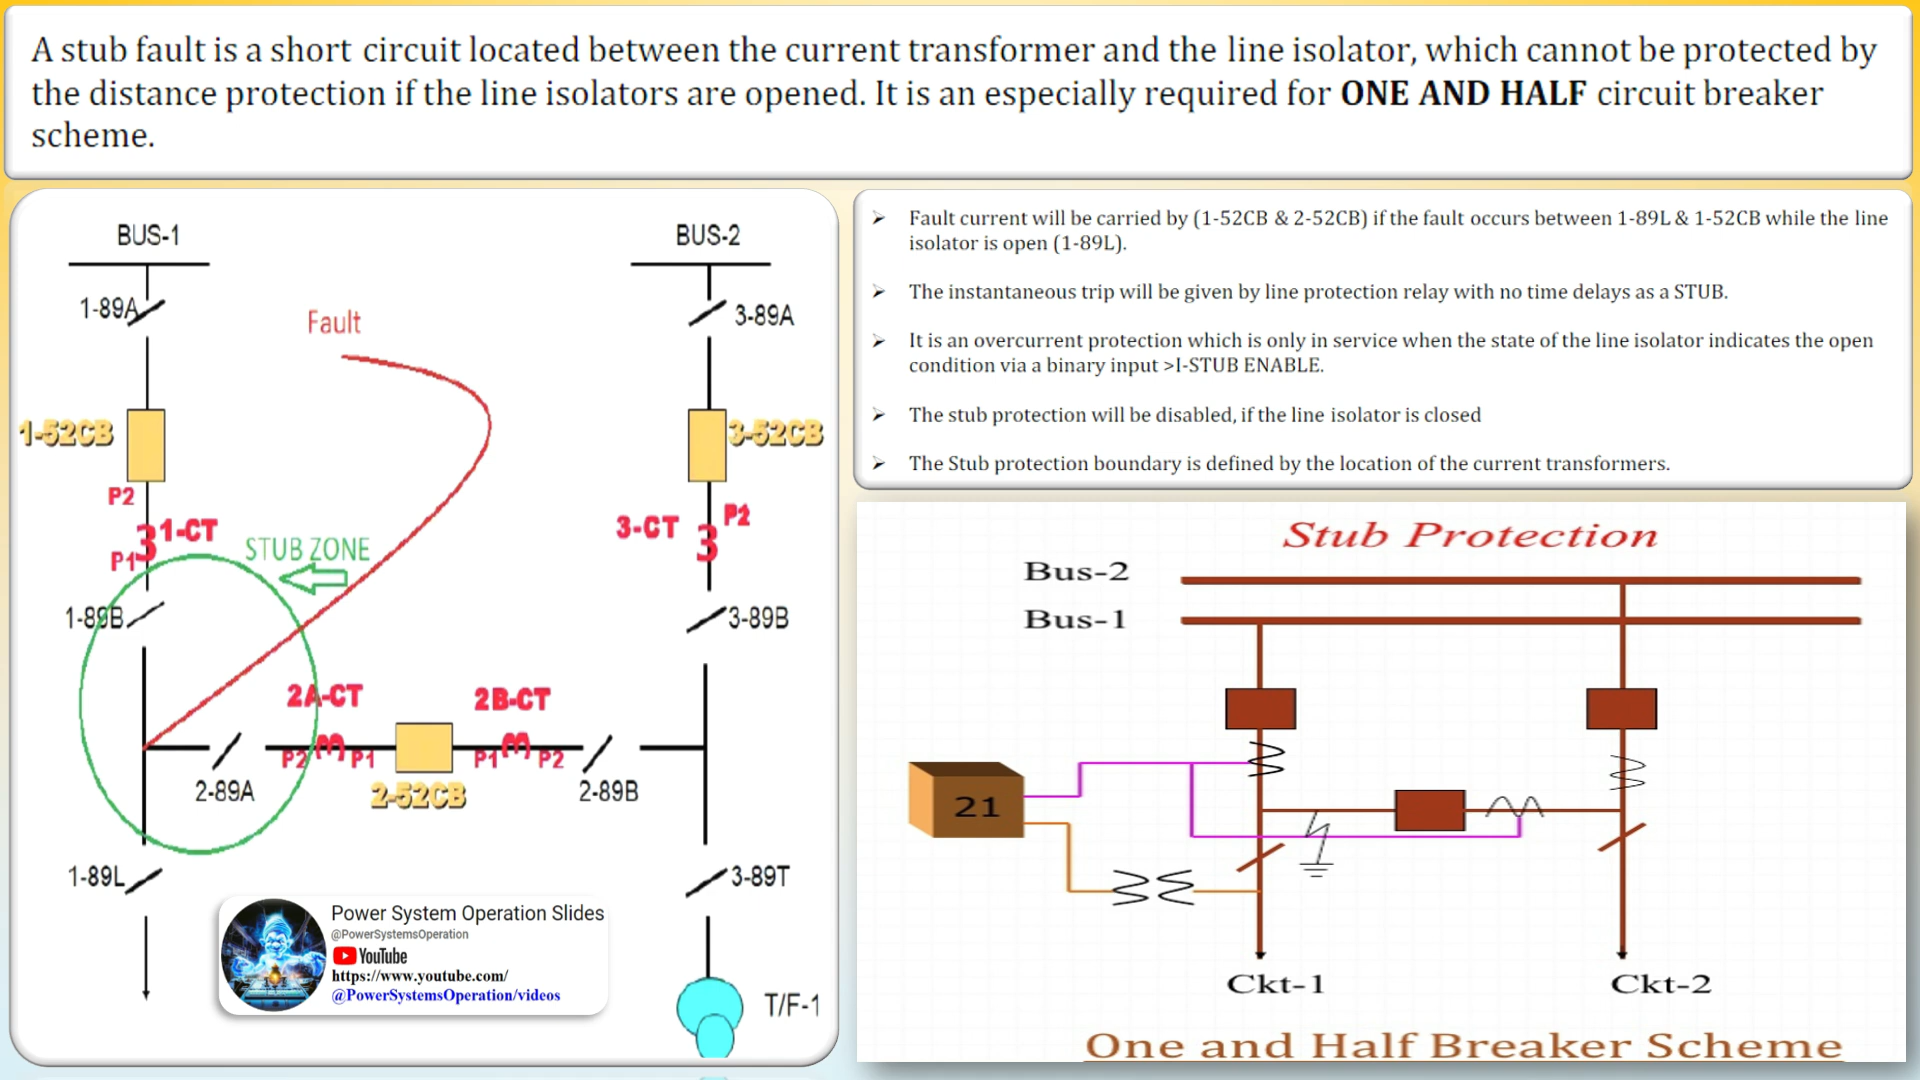 A stub fault is a short circuit located between the current transformer and the line isolator, which cannot be protected by
the distance protection if the line isolators are opened. It is an especially required for ONE AND HALF circuit breaker
scheme.
BUS-1
BUS-2
1-89A
3-89A
Fault
1-52CB
3-52CB
P2
1-CT
P1
3-CT
P2
3
STUB ZONE
1-89B
3-89B
2A-CT
2B-CT
P2
P1
P1
P2
2-89A
2-52CB
2-89B
1-89L
3-89T
T/F-1
Power System Operation Slides
@PowerSystemsOperation
YouTube
https://www.youtube.com/
@PowerSystemsOperation/videos
➢ Fault current will be carried by (1-52CB & 2-52CB) if the fault occurs between 1-89L & 1-52CB while the line
isolator is open (1-89L).
➢ The instantaneous trip will be given by line protection relay with no time delays as a STUB.
➢ It is an overcurrent protection which is only in service when the state of the line isolator indicates the open
condition via a binary input >I-STUB ENABLE.
➢ The stub protection will be disabled, if the line isolator is closed
➢ The Stub protection boundary is defined by the location of the current transformers.
Stub Protection
Bus-2
Bus-1
21
Ckt-1
Ckt-2
One and Half Breaker Scheme